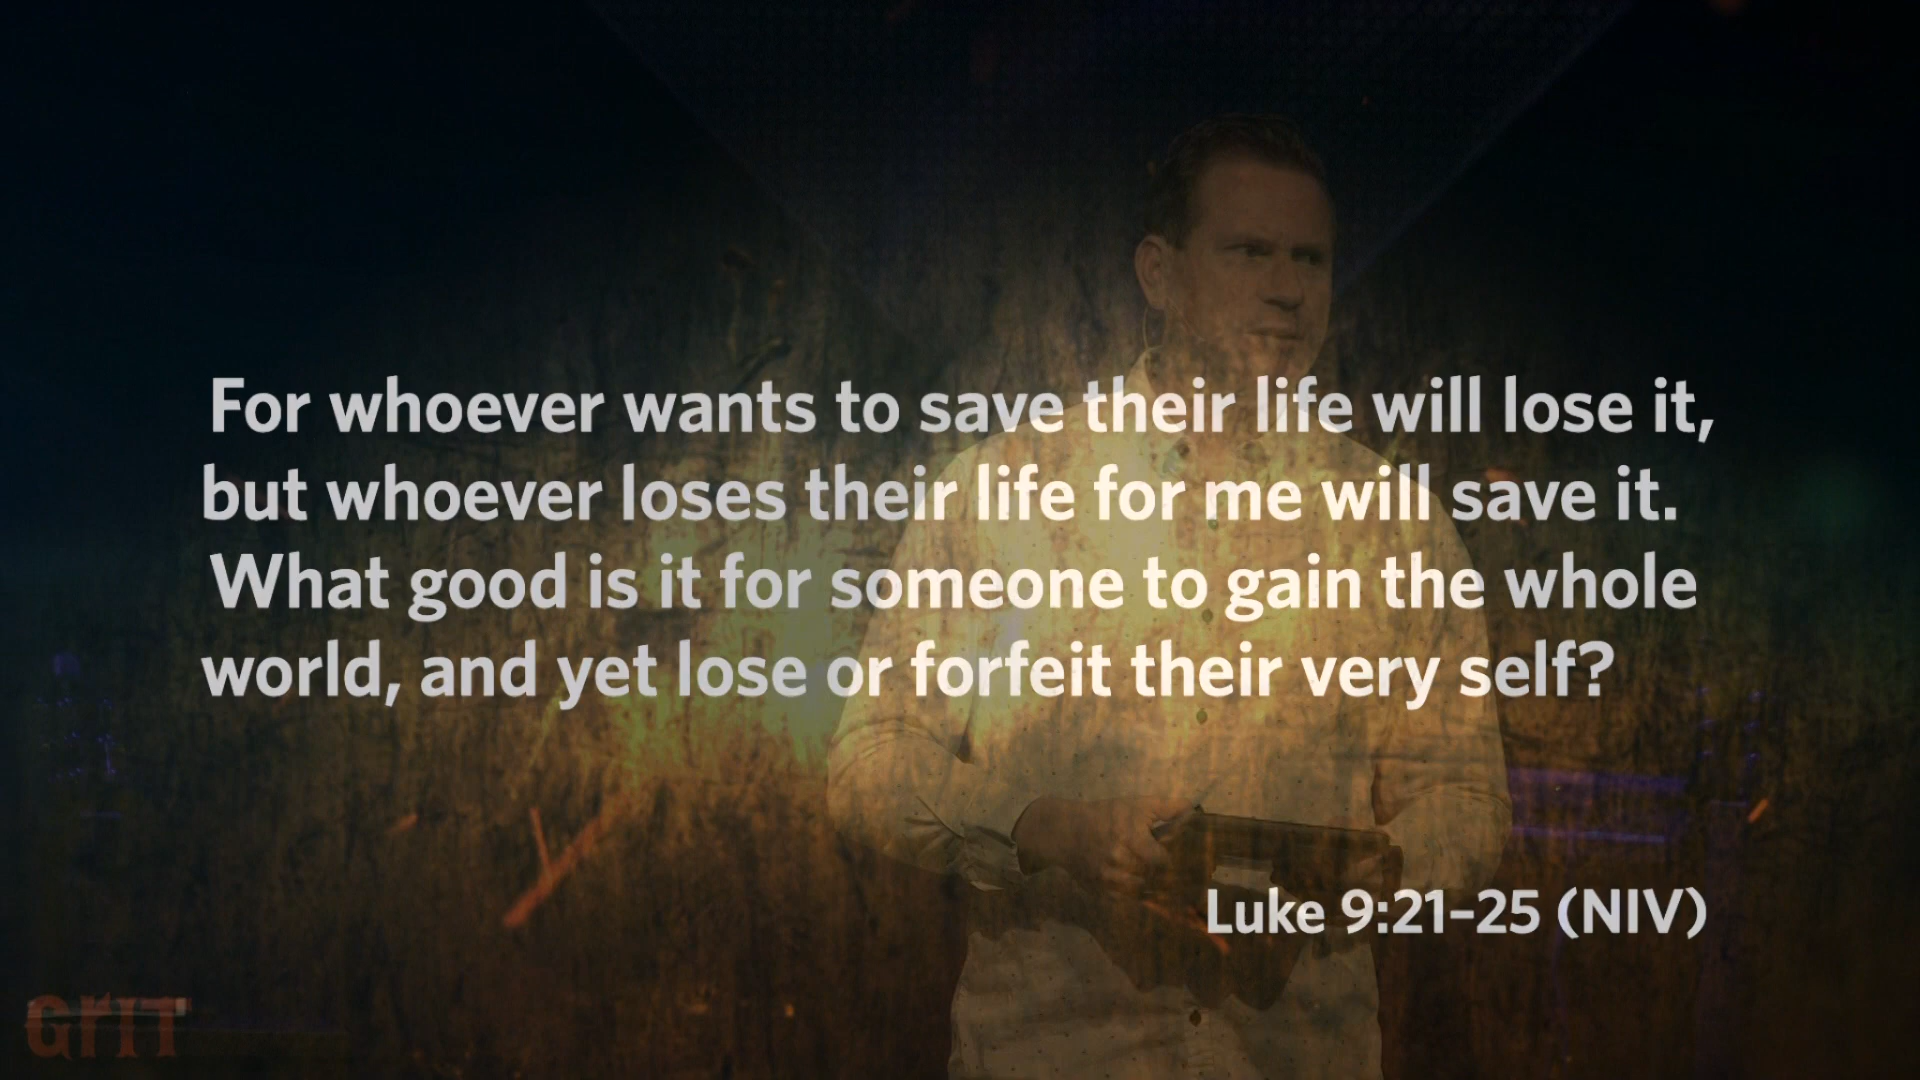 For whoever wants to save their life will lose it,
but whoever loses their life for me will save it.
What good is it for someone to gain the whole
world, and yet lose or forfeit their very self?
Luke 9:21–25 (NIV)
GrIT